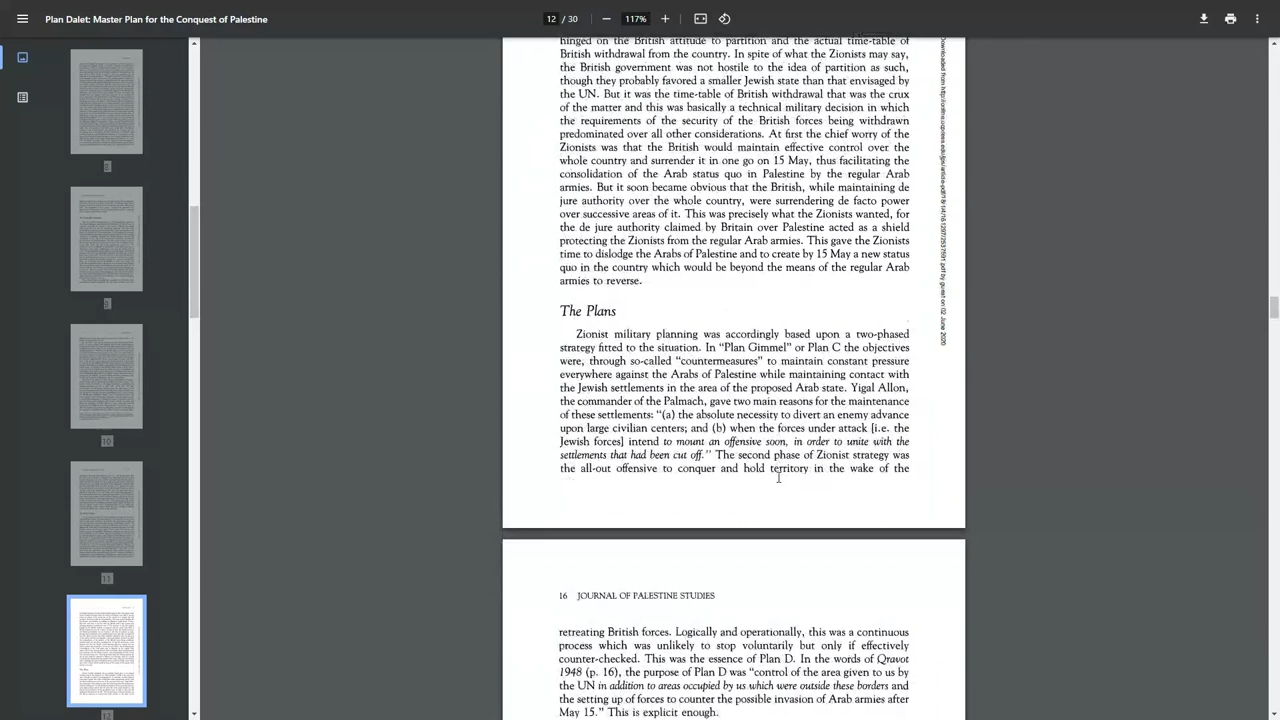 Plan Dalet: Master Plan for the Conquest of Palestine
12 / 30
117%
hinged on the British attitude to partition and the actual time-table of
British withdrawal from the country. In spite of what the Zionists may say,
the British government was not hostile to the idea of partition as such,
though they probably favored a smaller Jewish state than that envisaged by
the UN. But it was the time-table of British withdrawal that was the crux
of the matter and this was basically a technical military decision in which
the requirements of the security of the British forces being withdrawn
predominated over all other considerations. At first the chief worry of the
Zionists was that the British would maintain effective control over the
whole country and surrender it in one go on 15 May, thus facilitating the
consolidation of the Arab status quo in Palestine by the regular Arab
armies. But it soon became obvious that the British, while maintaining de
jure authority over the whole country, were surrendering de facto power
over successive areas of it. This was precisely what the Zionists wanted, for
the de jure authority claimed by Britain over Palestine acted as a shield
protecting the Zionists from the regular Arab armies. This gave the Zionists
time to dislodge the Arabs of Palestine and to create by 15 May a new status
quo in the country which would be beyond the means of the regular Arab
armies to reverse.
The Plans
Zionist military planning was accordingly based upon a two-phased
strategy fitted to the situation. In “Plan Gimmel” or Plan C the objectives
were, through so-called “countermeasures” to maintain constant pressure
everywhere against the Arabs of Palestine while maintaining contact with
the Jewish settlements in the area of the proposed Arab state. Yigal Allon,
the commander of the Palmach, gave two main reasons for the maintenance
of these settlements: “(a) the absolute necessity to divert an enemy advance
upon large civilian centers; and (b) when the forces under attack [i.e. the
Jewish forces] intend to mount an offensive soon, in order to unite with the
settlements that had been cut off.” The second phase of Zionist strategy was
the all-out offensive to conquer and hold territory in the wake of the
16 JOURNAL OF PALESTINE STUDIES
retreating British forces. Logically and operationally, this was a continuous
process which was unlikely to stop voluntarily but only if effectively
counter-checked. This was the essence of Plan D. In the words of Qravot
1948 (p. 16), the purpose of Plan D was “control of the area given to us by
the UN in addition to areas occupied by us which were outside these borders and
the setting up of forces to counter the possible invasion of Arab armies after
May 15.” This is explicit enough.
by guest on 02 June 2020
9
10
11
12